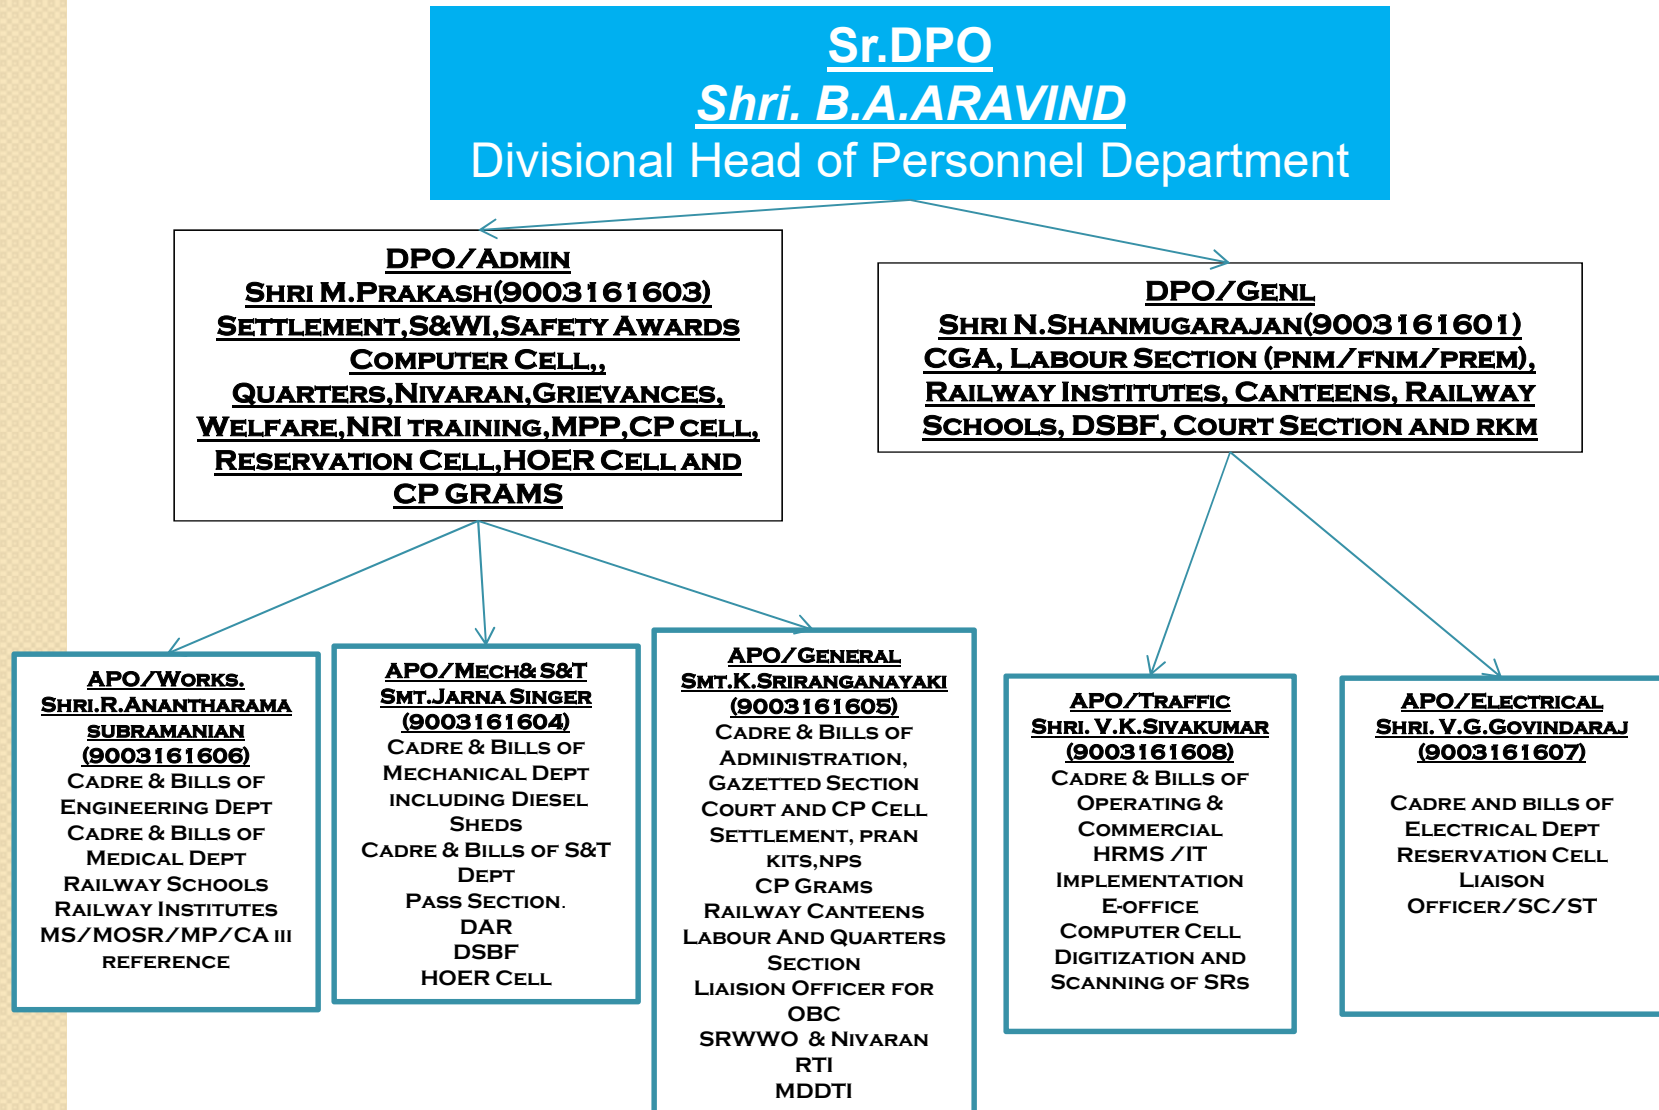 Sr.DPO
Shri. B.A.ARAVIND
Divisional Head of Personnel Department
DPO/Admin
Shri M.Prakash(9003161603)
Settlement,S&WI,Safety Awards
Computer Cell,,
Quarters,Nivaran,Grievances,
Welfare,NRI training,MPP,CP cell,
Reservation Cell,HOER Cell and
CP GRAMS
DPO/Genl
Shri N.Shanmugarajan(9003161601)
CGA, Labour Section (pnm/fnm/prem),
Railway Institutes, Canteens, Railway
Schools, DSBF, Court Section and rkm
APO/Works.
Shri.R.Anantharama
subramanian
(9003161606)
Cadre & Bills of
Engineering Dept
Cadre & Bills of
Medical Dept
Railway Schools
Railway Institutes
MS/MOSR/MP/CA iii
reference
APO/Mech& S&T
Smt.Jarna Singer
(9003161604)
Cadre & Bills of
Mechanical Dept
including Diesel
Sheds
Cadre & Bills of S&T
Dept
Pass Section.
DAR
DSBF
HOER Cell
APO/General
Smt.K.Sriranganayaki
(9003161605)
Cadre & Bills of
Administration,
Gazetted Section
Court and CP Cell
Settlement, pran
kits,nps
CP Grams
Railway Canteens
Labour And Quarters
Section
Liaision Officer for
OBC
SRWWO & Nivaran
RTI
MDDTI
APO/Traffic
Shri. V.K.Sivakumar
(9003161608)
Cadre & Bills of
Operating &
Commercial
HRMS /IT
Implementation
E-office
Computer Cell
Digitization and
Scanning of SRs
APO/Electrical
Shri. V.G.Govindaraj
(9003161607)
Cadre and bills of
Electrical Dept
Reservation Cell
Liaison
Officer/SC/ST